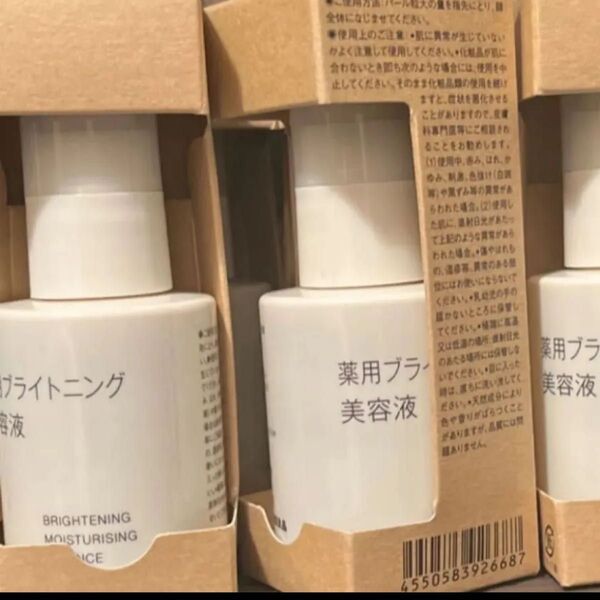 ●ご使用方法:パール粒大の量を指先にとり、顔
全体になじませてください。
●使用上のご注意:•肌に異常が生じていない
かよく注意して使用してください。•化粧品が肌に
合わないとき即ち次のような場合には、使用を中
止してください。そのまま化粧品類の使用を続け
ますと、症状を悪化させる
ことがありますので、皮膚
科専門医等にご相談され
ることをお勧めします。
(1)使用中、赤み、はれ、か
ゆみ、刺激、色抜け(白斑
等)や黒ずみ等の異常があ
らわれた場合。(2)使用し
た肌に、直射日光があたっ
て上記のような異常があら
われた場合。•傷やはれも
の、湿疹等、異常のある部
位にはお使いにならないで
ください。•乳幼児の手の
届かないところに保管し
てください。•極端に高温
又は低温の場所、直射日光
のあたる場所には保管しな
いでください。•目に入った
時は、直ちに洗い流してく
ださい。•天然成分により
色や香りがばらつくこと
がありますが、品質には問
題ありません。
用ブライトニング
容液
BRIGHTENING
MOISTURISING
NCE
薬用ブライ
美容液
4550583926687
薬用ブラ
美容液